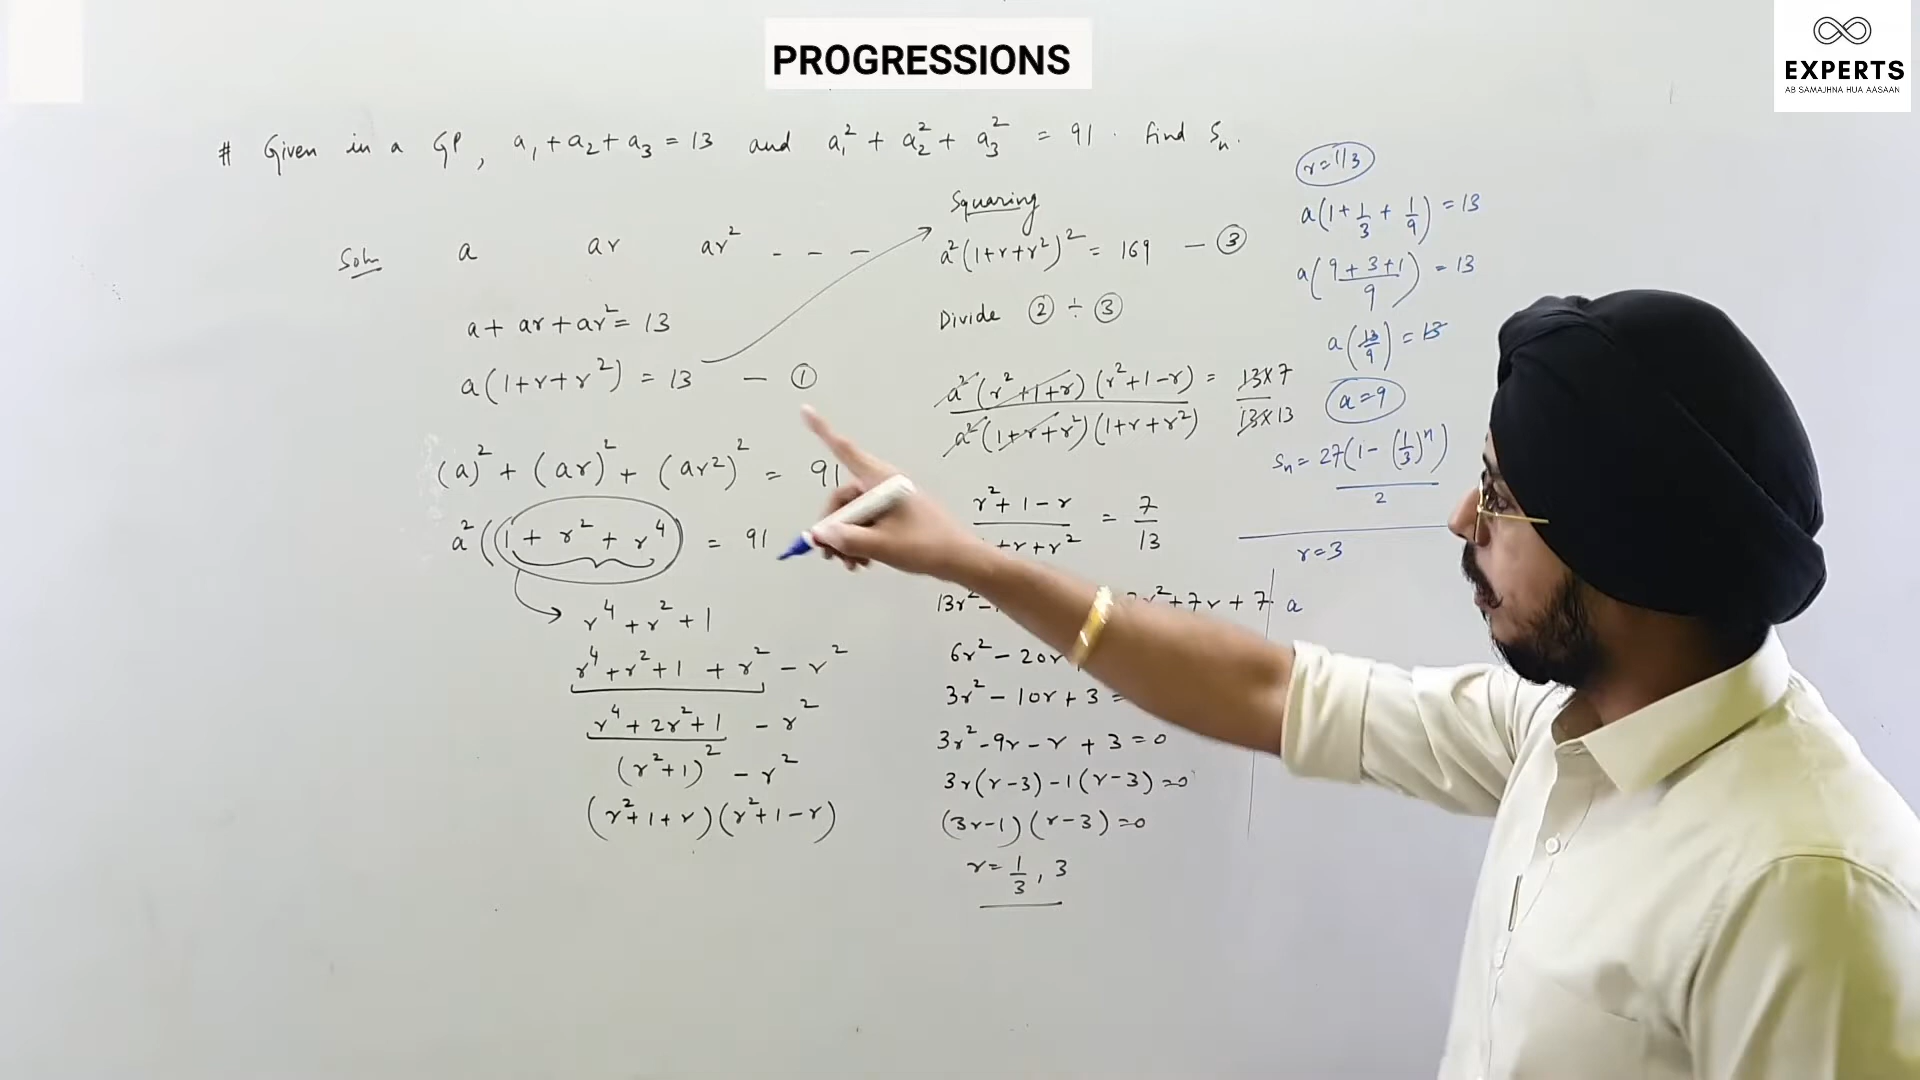 PROGRESSIONS
EXPERTS
AB SAMAJHNA HUA AASAAN
# Given in a GP, a₁ + a₂ + a₃ = 13 and a₁² + a₂² + a₃² = 91. find Sₙ.
Soln a ar ar² - - -
a + ar + ar² = 13
a(1+r+r²) = 13 — ①
(a)² + (ar)² + (ar²)² = 91
a²(1 + r² + r⁴) = 91
r⁴ + r² + 1
r⁴ + r² + 1 + r² - r²
r⁴ + 2r² + 1 - r²
(r²+1)² - r²
(r²+1+r)(r²+1-r)
Squaring
a²(1+r+r²)² = 169 — ③
Divide ② ÷ ③
a²(r²+1+r)(r²+1-r) = 13×7
a²(1+r+r²)(1+r+r²) 13×13
r²+1-r = 7
+r+r² 13
13r² r²+7r+7
6r² - 20r
3r² - 10r + 3 =
3r² - 9r - r + 3 = 0
3r(r-3) -1(r-3) = 0
(3r-1)(r-3) = 0
r = 1/3, 3
r = 1/3
a(1 + 1/3 + 1/9) = 13
a(9+3+1/9) = 13
a(13/9) = 13
a = 9
Sₙ = 27(1 - (1/3)ⁿ)
2
r = 3
a